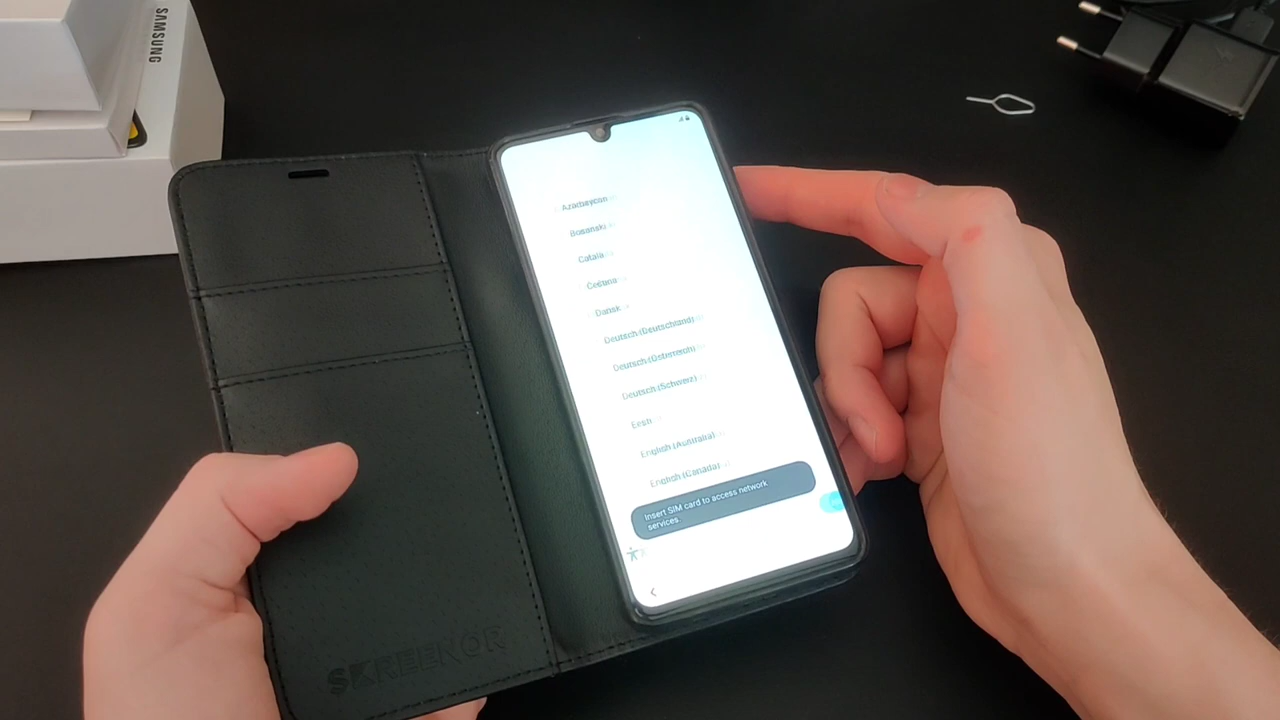 SAMSUNG
Azərbaycan
Bosanski
Català
Čeština
Dansk
Deutsch (Deutschland)
Deutsch (Österreich)
Deutsch (Schweiz)
Eesti
English (Australia)
English (Canada)
Insert SIM card to access network
services.
SKREENOR